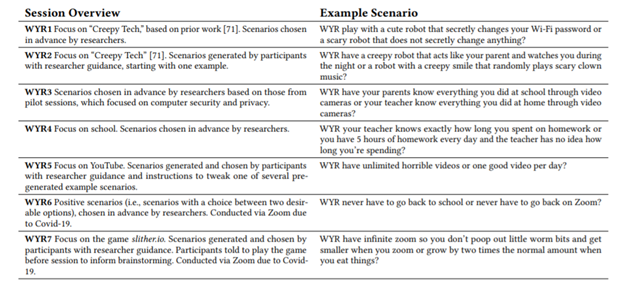 Session Overview Example Scenario
WYR1 Focus on "Creepy Tech," based on prior work [71]. Scenarios chosen
in advance by researchers.
WYR play with a cute robot that secretly changes your Wi-Fi password or
a scary robot that does not secretly change anything?
WYR2 Focus on "Creepy Tech" [71]. Scenarios generated by participants
with researcher guidance, starting with one example.
WYR have a creepy robot that acts like your parent and watches you during
the night or a robot with a creepy smile that randomly plays scary clown
music?
WYR3 Scenarios chosen in advance by researchers based on those from
pilot sessions, which focused on computer security and privacy.
WYR have your parents know everything you did at school through video
cameras or your teacher know everything you did at home through video
cameras?
WYR4 Focus on school. Scenarios chosen in advance by researchers.
WYR your teacher knows exactly how long you spent on homework or
you have 5 hours of homework every day and the teacher has no idea how
long you're spending?
WYR5 Focus on YouTube. Scenarios generated and chosen by participants
with researcher guidance and instructions to tweak one of several pre-
generated example scenarios.
WYR have unlimited horrible videos or one good video per day?
WYR6 Positive scenarios (i.e., scenarios with a choice between two desir-
able options), chosen in advance by researchers. Conducted via Zoom due
to Covid-19.
WYR never have to go back to school or never have to go back on Zoom?
WYR7 Focus on the game slither.io. Scenarios generated and chosen by
participants with researcher guidance. Participants told to play the game
before session to inform brainstorming. Conducted via Zoom due to Covid-
19.
WYR have infinite zoom so you don't poop out little worm bits and get
smaller when you zoom or grow by two times the normal amount when
you eat things?